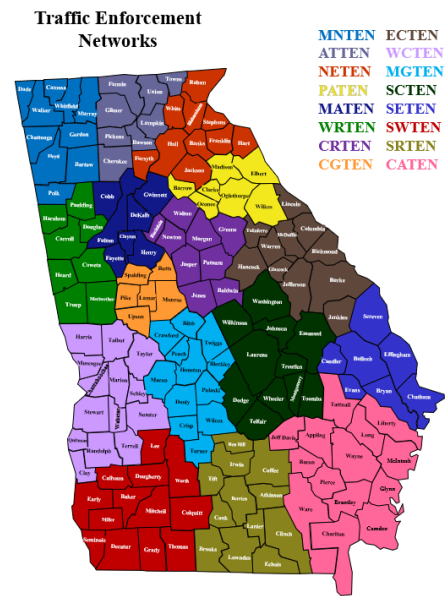 Traffic Enforcement
Networks
MNTEN ECTEN
ATTEN WCTEN
NETEN MGTEN
PATEN SCTEN
MATEN SETEN
WRTEN SWTEN
CRTEN SRTEN
CGTEN CATEN
Dade Catoosa Fannin Towns Rabun
Walker Whitfield Murray Union
Gilmer White Habersham
Chattooga Gordon Lumpkin Stephens
Pickens Dawson Hall Banks Franklin Hart
Floyd Bartow Cherokee Forsyth
Jackson Madison Elbert
Polk Paulding Cobb Gwinnett Barrow Clarke Oglethorpe Wilkes
Oconee Lincoln
Haralson Douglas DeKalb Walton
Carroll Fulton Clayton Rockdale Newton Morgan Greene Taliaferro McDuffie Columbia
Fayette Henry Warren Richmond
Heard Coweta Spalding Butts Jasper Putnam Hancock Glascock
Jefferson Burke
Troup Meriwether Pike Lamar Monroe Jones Baldwin Washington
Upson Jenkins Screven
Harris Talbot Crawford Bibb Twiggs Wilkinson Johnson Emanuel
Taylor Peach
Muscogee Houston Bleckley Laurens Candler Bulloch Effingham
Chattahoochee Marion Macon Treutlen
Schley Pulaski Montgomery Evans Bryan Chatham
Stewart Webster Sumter Dooly Dodge Wheeler Toombs
Crisp Wilcox Telfair Tattnall
Quitman Randolph Terrell Liberty
Clay Lee Turner Ben Hill Jeff Davis Appling Long
Calhoun Dougherty Worth Irwin Coffee Bacon Wayne McIntosh
Early Baker Tift
Mitchell Colquitt Berrien Atkinson Pierce Glynn
Miller Cook Lanier Ware Brantley
Seminole Decatur Grady Thomas Brooks Lowndes Clinch Charlton Camden
Echols